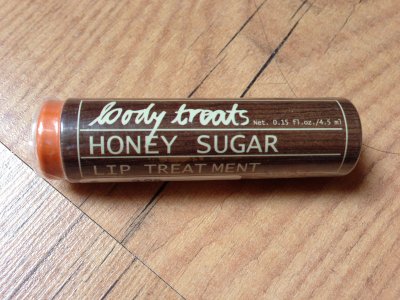 body treats
Net. 0.15 fl.oz./4.5 ml
HONEY SUGAR
LIP TREATMENT